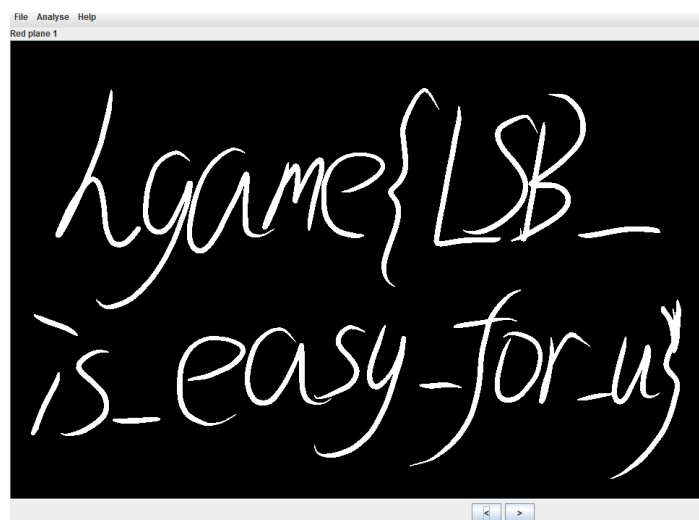 File Analyse Help
Red plane 1
hgame{LSB_
is_easy_for_u}
< >